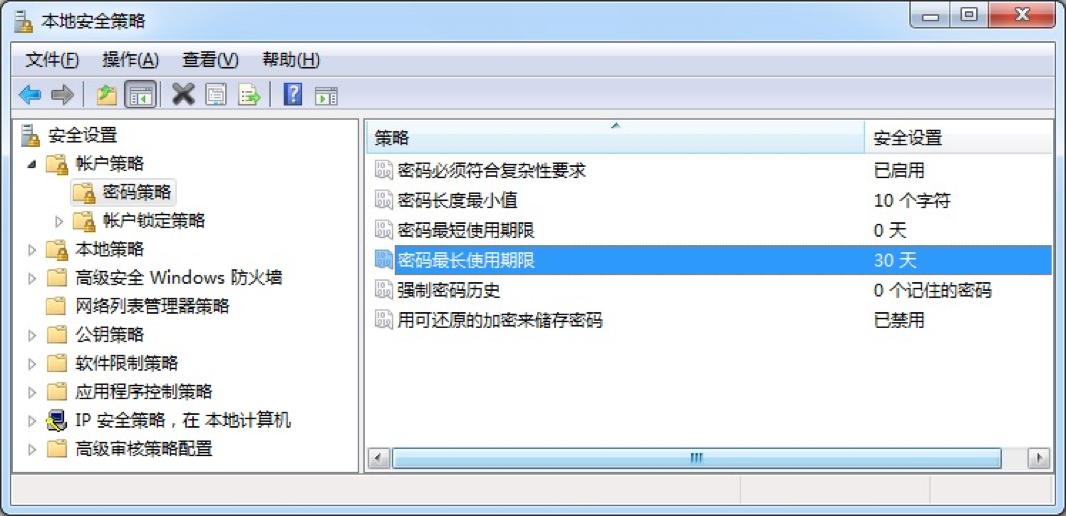 本地安全策略
文件(F) 操作(A) 查看(V) 帮助(H)
安全设置
帐户策略
密码策略
帐户锁定策略
本地策略
高级安全 Windows 防火墙
网络列表管理器策略
公钥策略
软件限制策略
应用程序控制策略
IP 安全策略，在 本地计算机
高级审核策略配置
策略 安全设置
密码必须符合复杂性要求 已启用
密码长度最小值 10 个字符
密码最短使用期限 0 天
密码最长使用期限 30 天
强制密码历史 0 个记住的密码
用可还原的加密来储存密码 已禁用